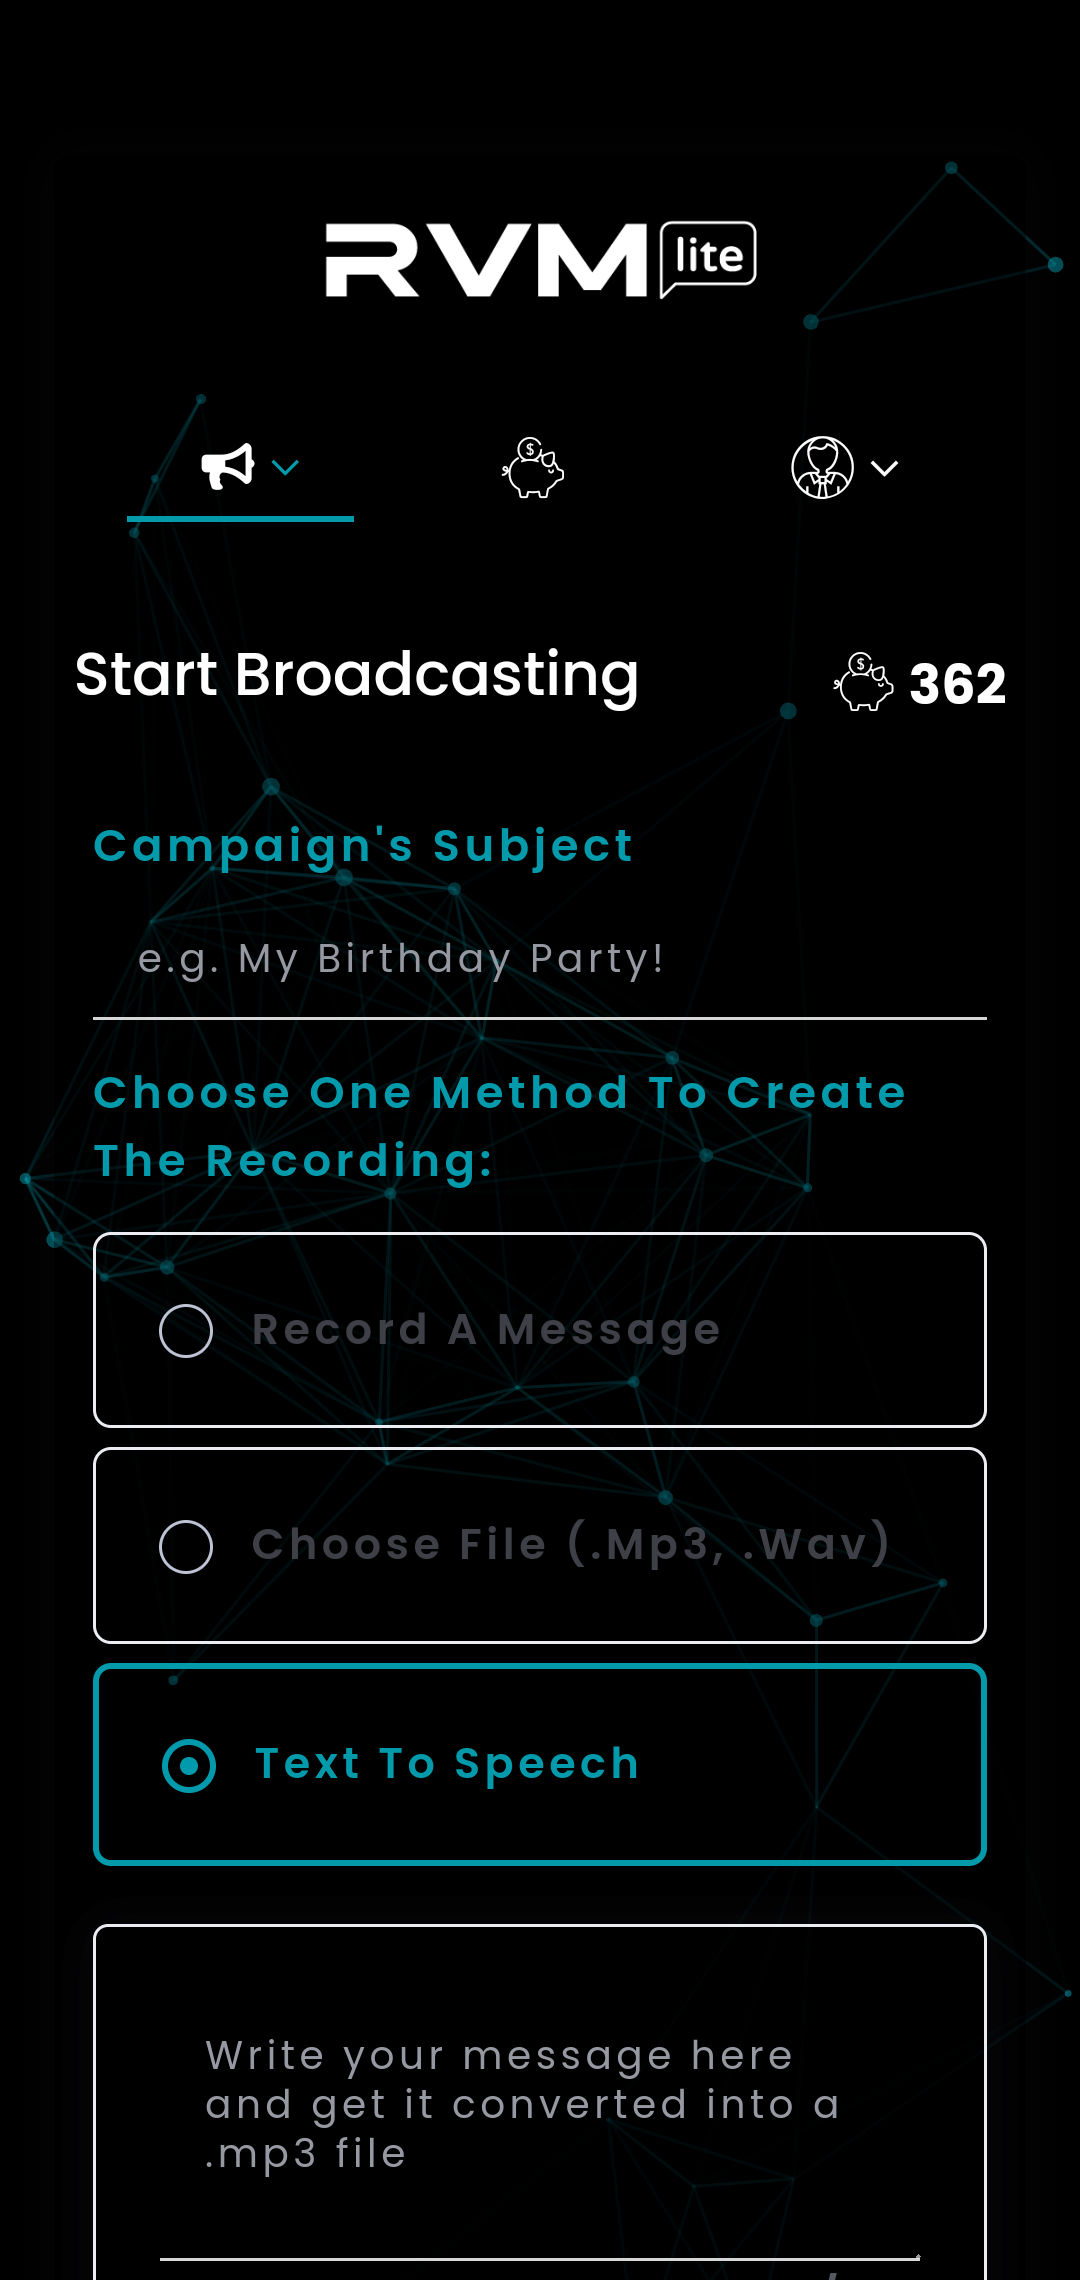 RVM lite
Start Broadcasting
362
Campaign's Subject
e.g. My Birthday Party!
Choose One Method To Create
The Recording:
Record A Message
Choose File (.Mp3, .Wav)
Text To Speech
Write your message here
and get it converted into a
.mp3 file